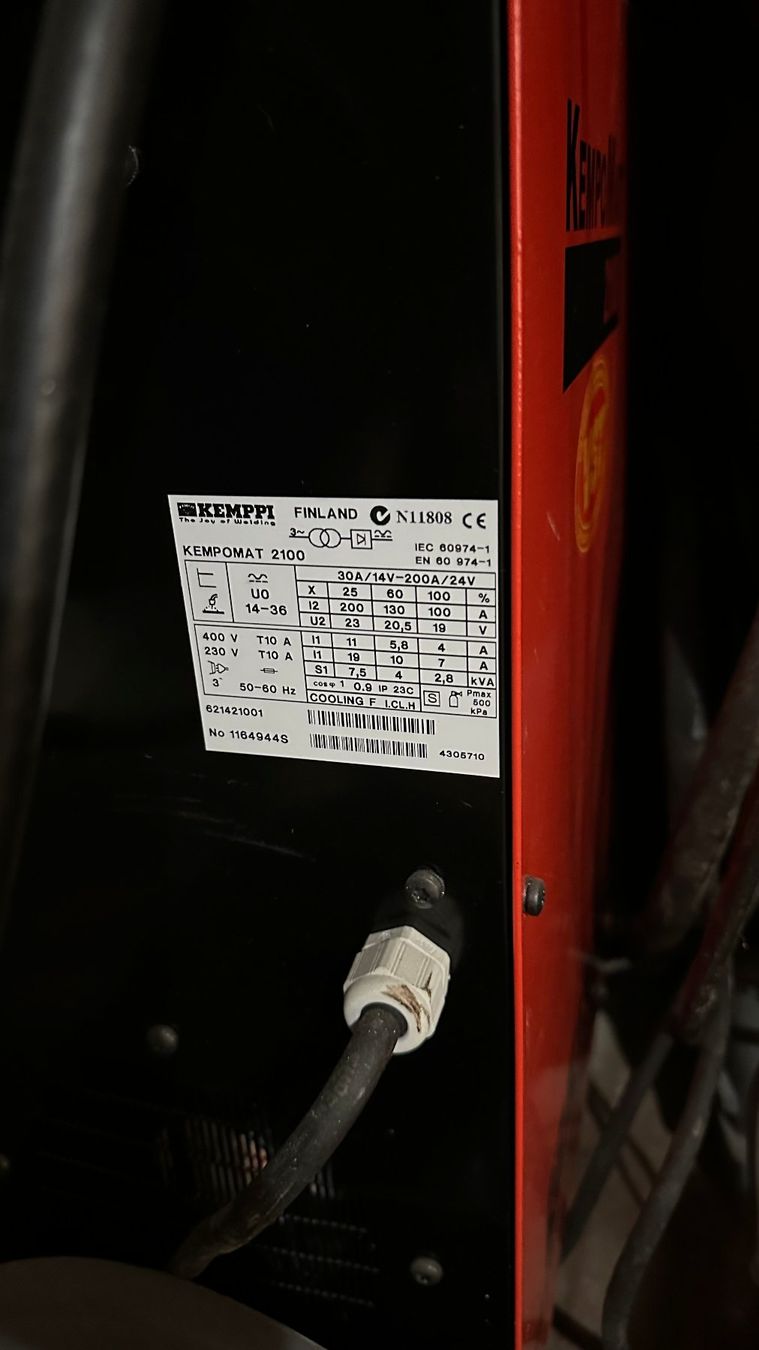 KEMPPI FINLAND N11808 CE
The Joy of Welding
3~
IEC 60974-1
KEMPOMAT 2100
EN 60 974-1
30A/14V-200A/24V
X 25 60 100 %
U0
I2 200 130 100 A
14-36
U2 23 20,5 19 V
400 V T10 A I1 11 5,8 4 A
230 V T10 A I1 19 10 7 A
S1 7,5 4 2,8 kVA
3~ 50-60 Hz
cos φ 1 0.9 IP 23C S Pmax
500
kPa
COOLING F I.CL.H
621421001
No 1164944S
4305710